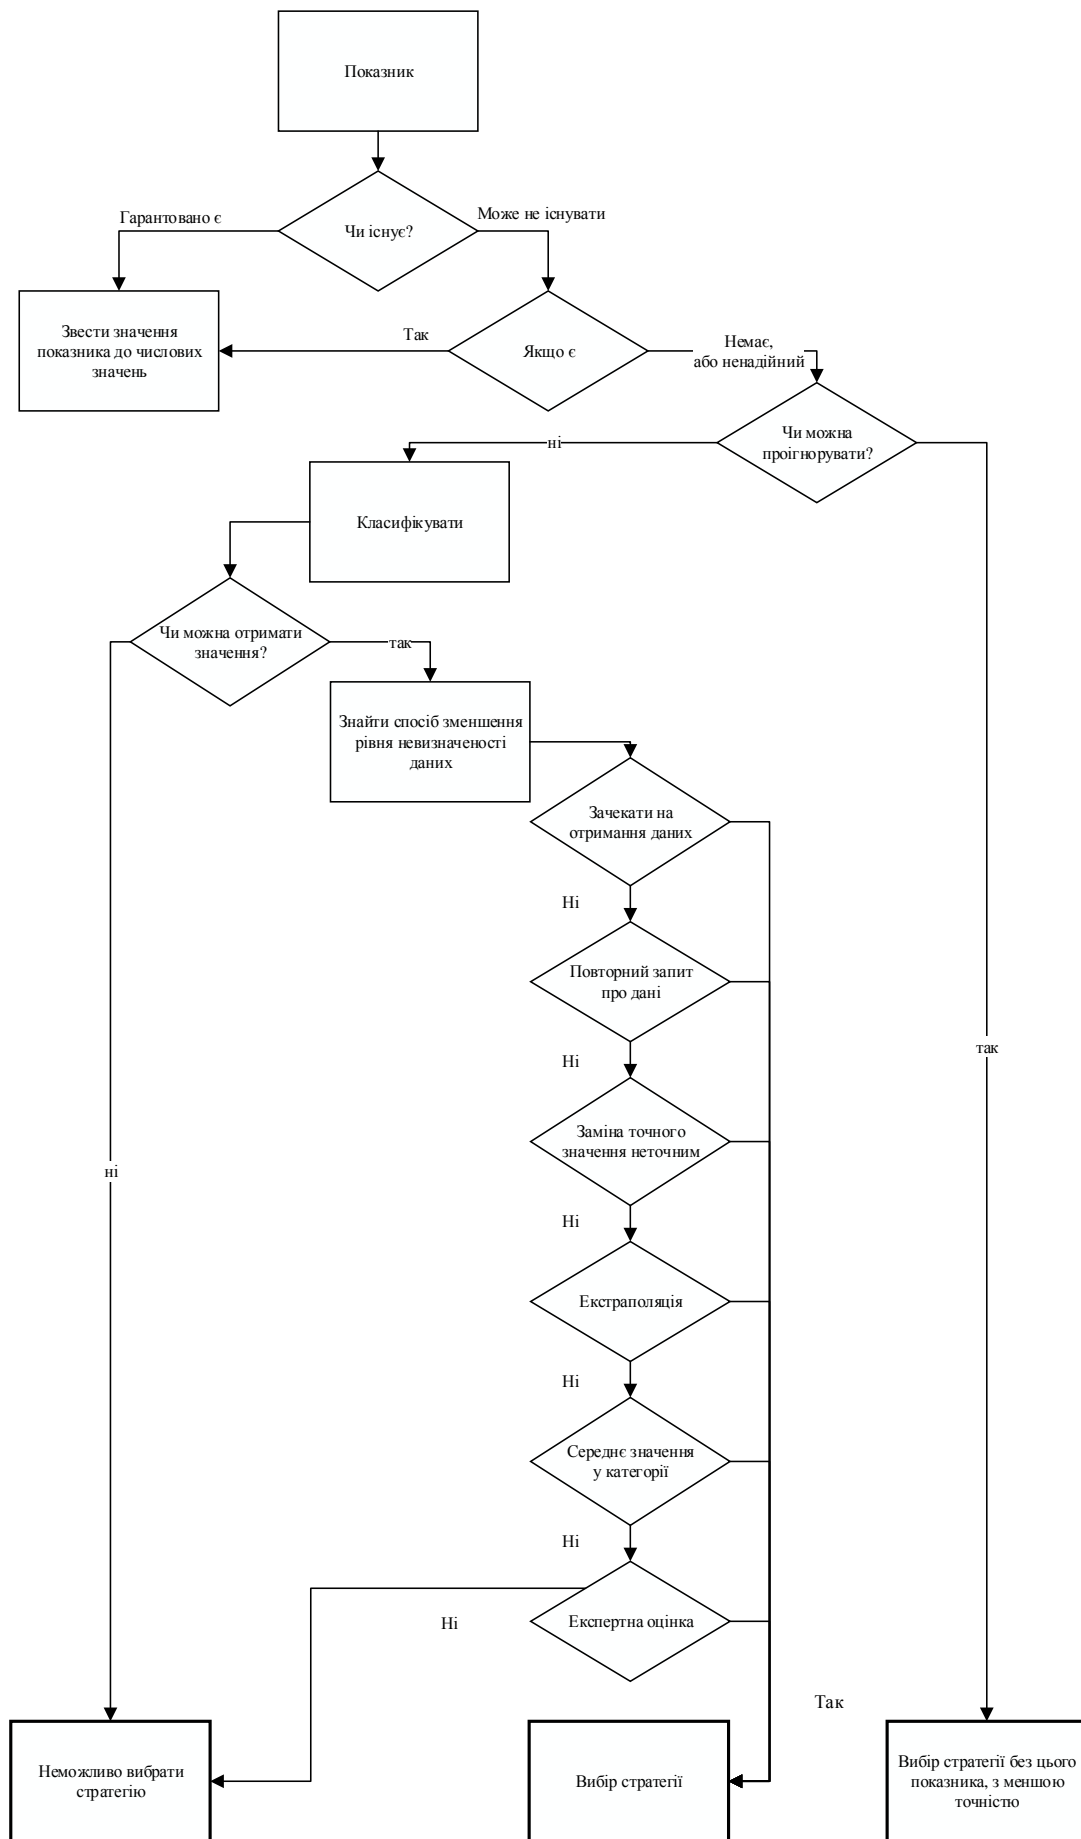 Показник
Гарантовано є
Чи існує?
Може не існувати
Звести значення
показника до числових
значень
Так
Якщо є
Немає,
або ненадійний
Чи можна
проігнорувати?
ні
Класифікувати
Чи можна отримати
значення?
так
Знайти спосіб зменшення
рівня невизначеності
даних
Зачекати на
отримання даних
Ні
Повторний запит
про дані
Ні
так
Заміна точного
значення неточним
ні
Ні
Екстраполяція
Ні
Середнє значення
у категорії
Ні
Експертна оцінка
Ні
Так
Неможливо вибрати
стратегію
Вибір стратегії
Вибір стратегії без цього
показника, з меншою
точністю